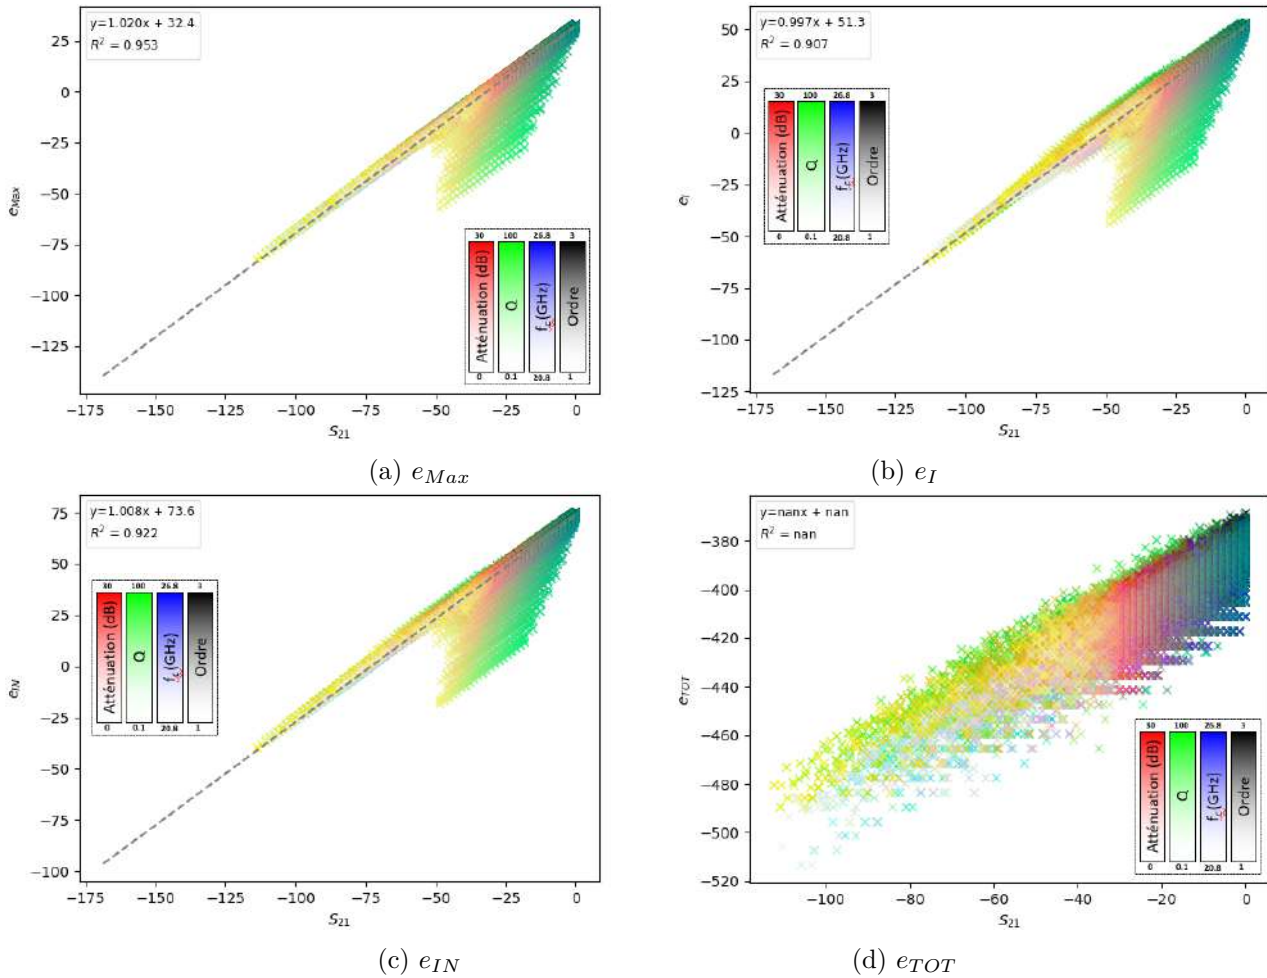 y=1.020x + 32.4
R² = 0.953
25
0
−25
−50
−75
−100
−125
e_Max
30 100 26.8 3
Atténuation (dB) Q f_c(GHz) Ordre
0 0.1 20.8 1
−175 −150 −125 −100 −75 −50 −25 0
S₂₁
(a) e_Max
y=0.997x + 51.3
R² = 0.907
50
25
0
−25
−50
−75
−100
−125
e_I
30 100 26.8 3
Atténuation (dB) Q f_c(GHz) Ordre
0 0.1 20.8 1
−175 −150 −125 −100 −75 −50 −25 0
S₂₁
(b) e_I
y=1.008x + 73.6
R² = 0.922
75
50
25
0
−25
−50
−75
−100
e_IN
30 100 26.8 3
Atténuation (dB) Q f_c(GHz) Ordre
0 0.1 20.8 1
−175 −150 −125 −100 −75 −50 −25 0
S₂₁
(c) e_IN
y=nanx + nan
R² = nan
−380
−400
−420
−440
−460
−480
−500
−520
e_TOT
30 100 26.8 3
Atténuation (dB) Q f_c(GHz) Ordre
0 0.1 20.8 1
−100 −80 −60 −40 −20 0
S₂₁
(d) e_TOT